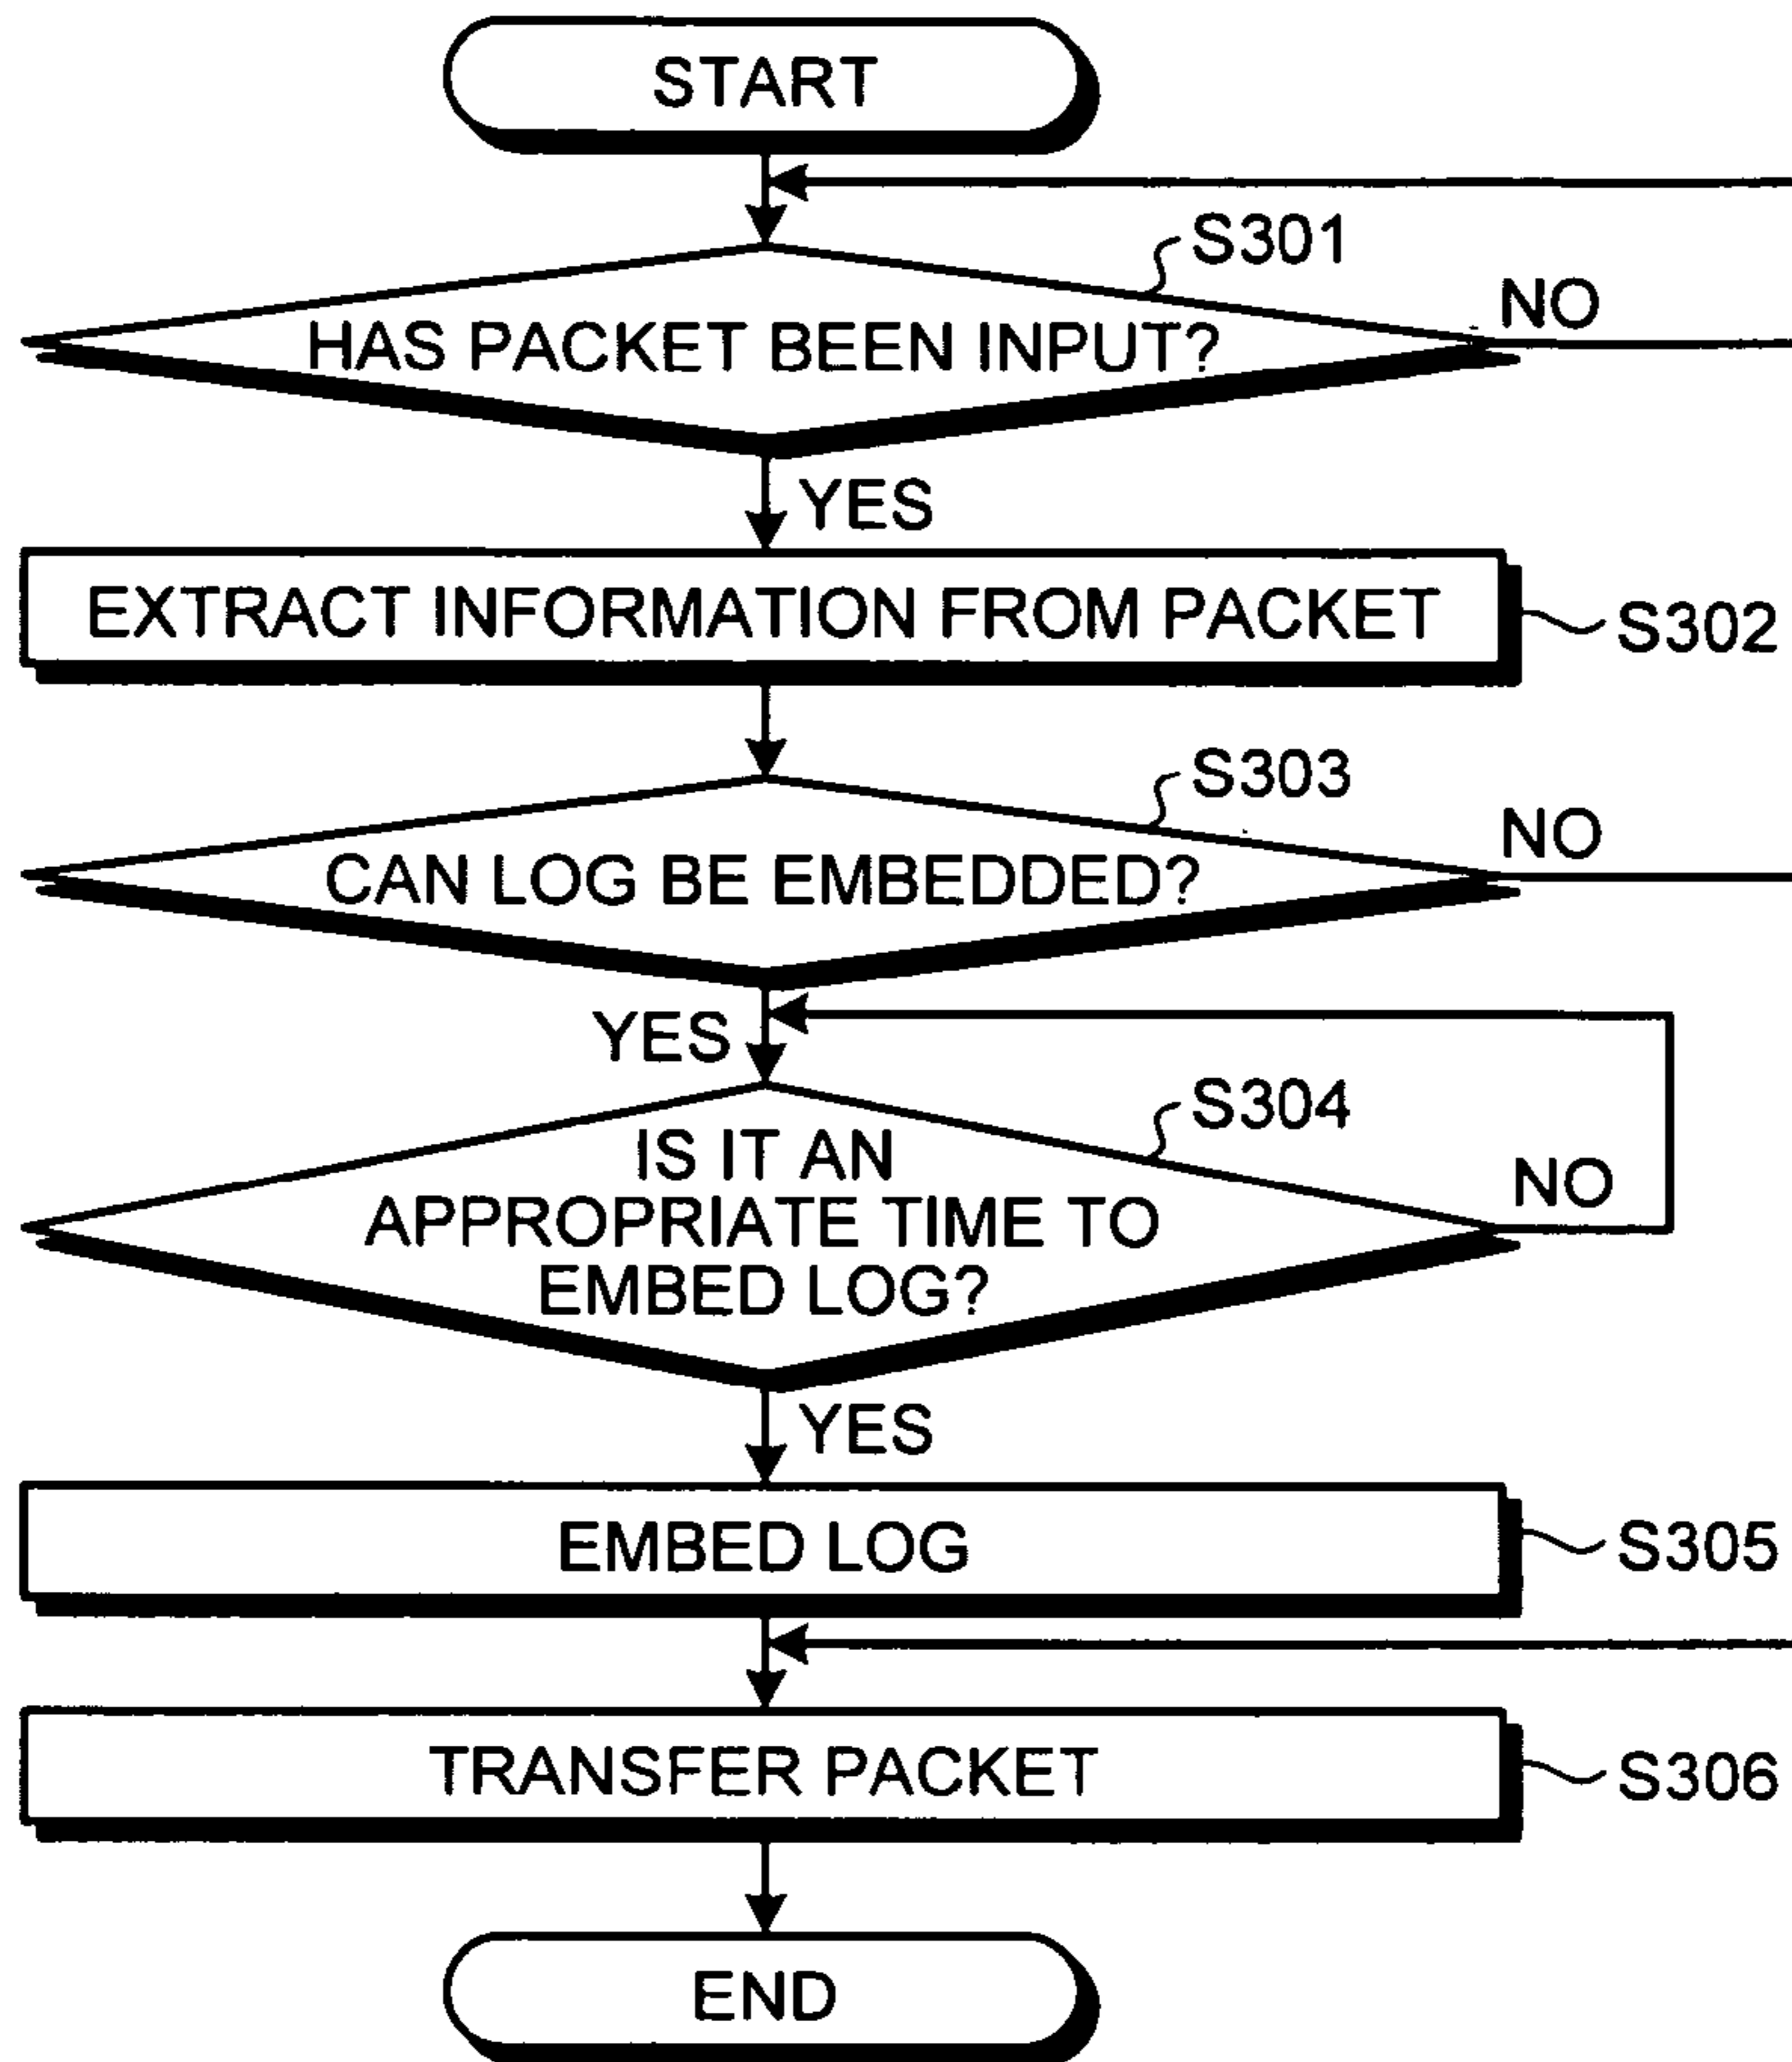 START
S301
NO
HAS PACKET BEEN INPUT?
YES
EXTRACT INFORMATION FROM PACKET
S302
S303
NO
CAN LOG BE EMBEDDED?
YES
S304
IS IT AN
APPROPRIATE TIME TO
EMBED LOG?
NO
YES
EMBED LOG
S305
TRANSFER PACKET
S306
END